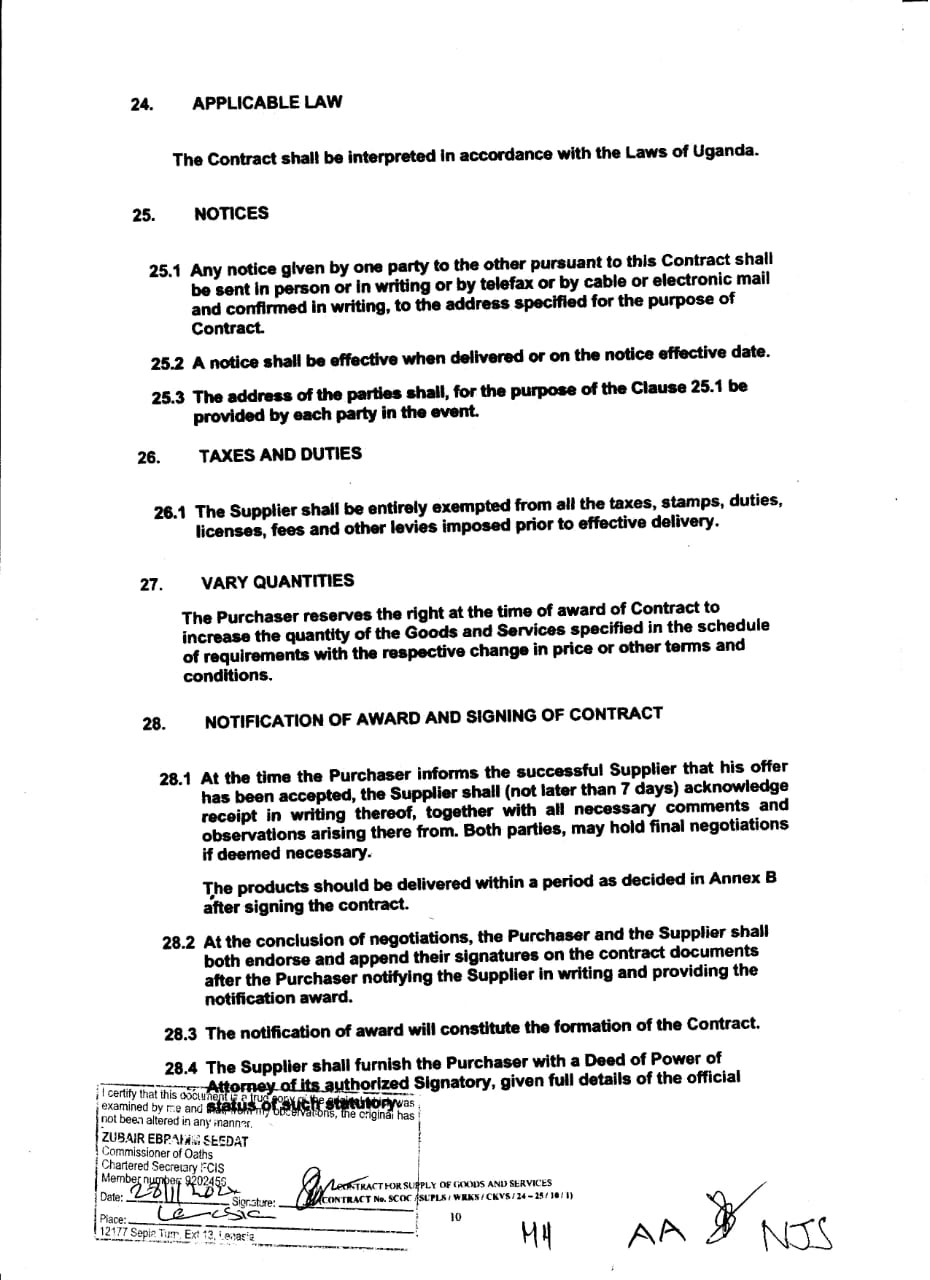 24. APPLICABLE LAW
The Contract shall be interpreted in accordance with the Laws of Uganda.
25. NOTICES
25.1 Any notice given by one party to the other pursuant to this Contract shall
be sent in person or in writing or by telefax or by cable or electronic mail
and confirmed in writing, to the address specified for the purpose of
Contract.
25.2 A notice shall be effective when delivered or on the notice effective date.
25.3 The address of the parties shall, for the purpose of the Clause 25.1 be
provided by each party in the event.
26. TAXES AND DUTIES
26.1 The Supplier shall be entirely exempted from all the taxes, stamps, duties,
licenses, fees and other levies imposed prior to effective delivery.
27. VARY QUANTITIES
The Purchaser reserves the right at the time of award of Contract to
increase the quantity of the Goods and Services specified in the schedule
of requirements with the respective change in price or other terms and
conditions.
28. NOTIFICATION OF AWARD AND SIGNING OF CONTRACT
28.1 At the time the Purchaser informs the successful Supplier that his offer
has been accepted, the Supplier shall (not later than 7 days) acknowledge
receipt in writing thereof, together with all necessary comments and
observations arising there from. Both parties, may hold final negotiations
if deemed necessary.
The products should be delivered within a period as decided in Annex B
after signing the contract.
28.2 At the conclusion of negotiations, the Purchaser and the Supplier shall
both endorse and append their signatures on the contract documents
after the Purchaser notifying the Supplier in writing and providing the
notification award.
28.3 The notification of award will constitute the formation of the Contract.
28.4 The Supplier shall furnish the Purchaser with a Deed of Power of
Attorney of its authorized Signatory, given full details of the official
status of such statutory
I certify that this document is a true copy of the
examined by me and observations, the original has
not been altered in any manner.
ZUBAIR EBRAHIM SEEDAT
Commissioner of Oaths
Chartered Secretary FCIS
Member number: 9202456
Date: Signature:
Place:
12177 Sepia Turn, Ext 13, Lenasia
CONTRACT FOR SUPPLY OF GOODS AND SERVICES
CONTRACT No. SCOC /SUPLS / WRKS / CKVS / 24 - 25 / 10 / 1)
10
MH AA NJS